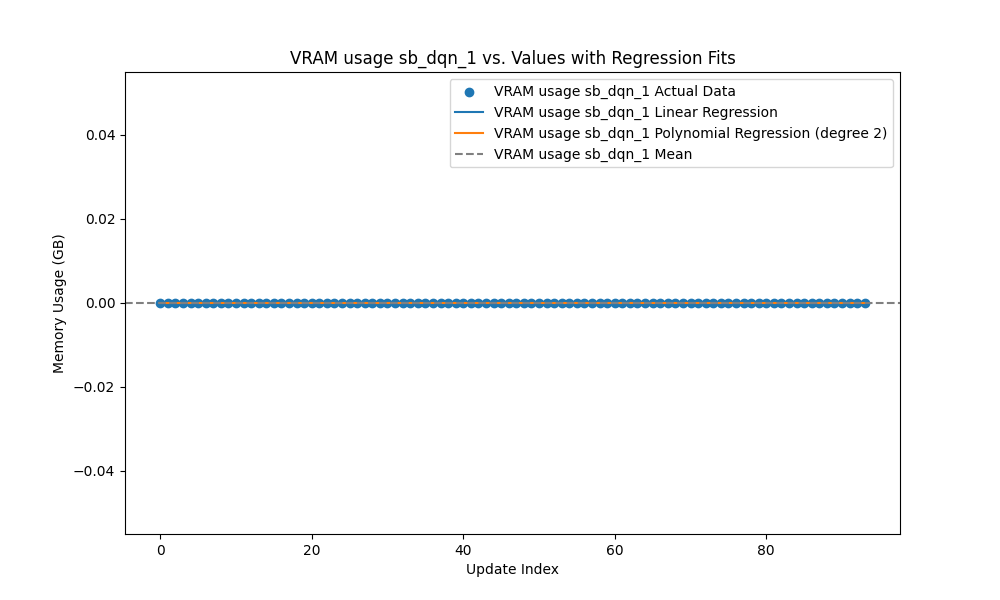 VRAM usage sb_dqn_1 vs. Values with Regression Fits
VRAM usage sb_dqn_1 Actual Data
VRAM usage sb_dqn_1 Linear Regression
VRAM usage sb_dqn_1 Polynomial Regression (degree 2)
VRAM usage sb_dqn_1 Mean
Memory Usage (GB)
0.04
0.02
0.00
−0.02
−0.04
0 20 40 60 80
Update Index